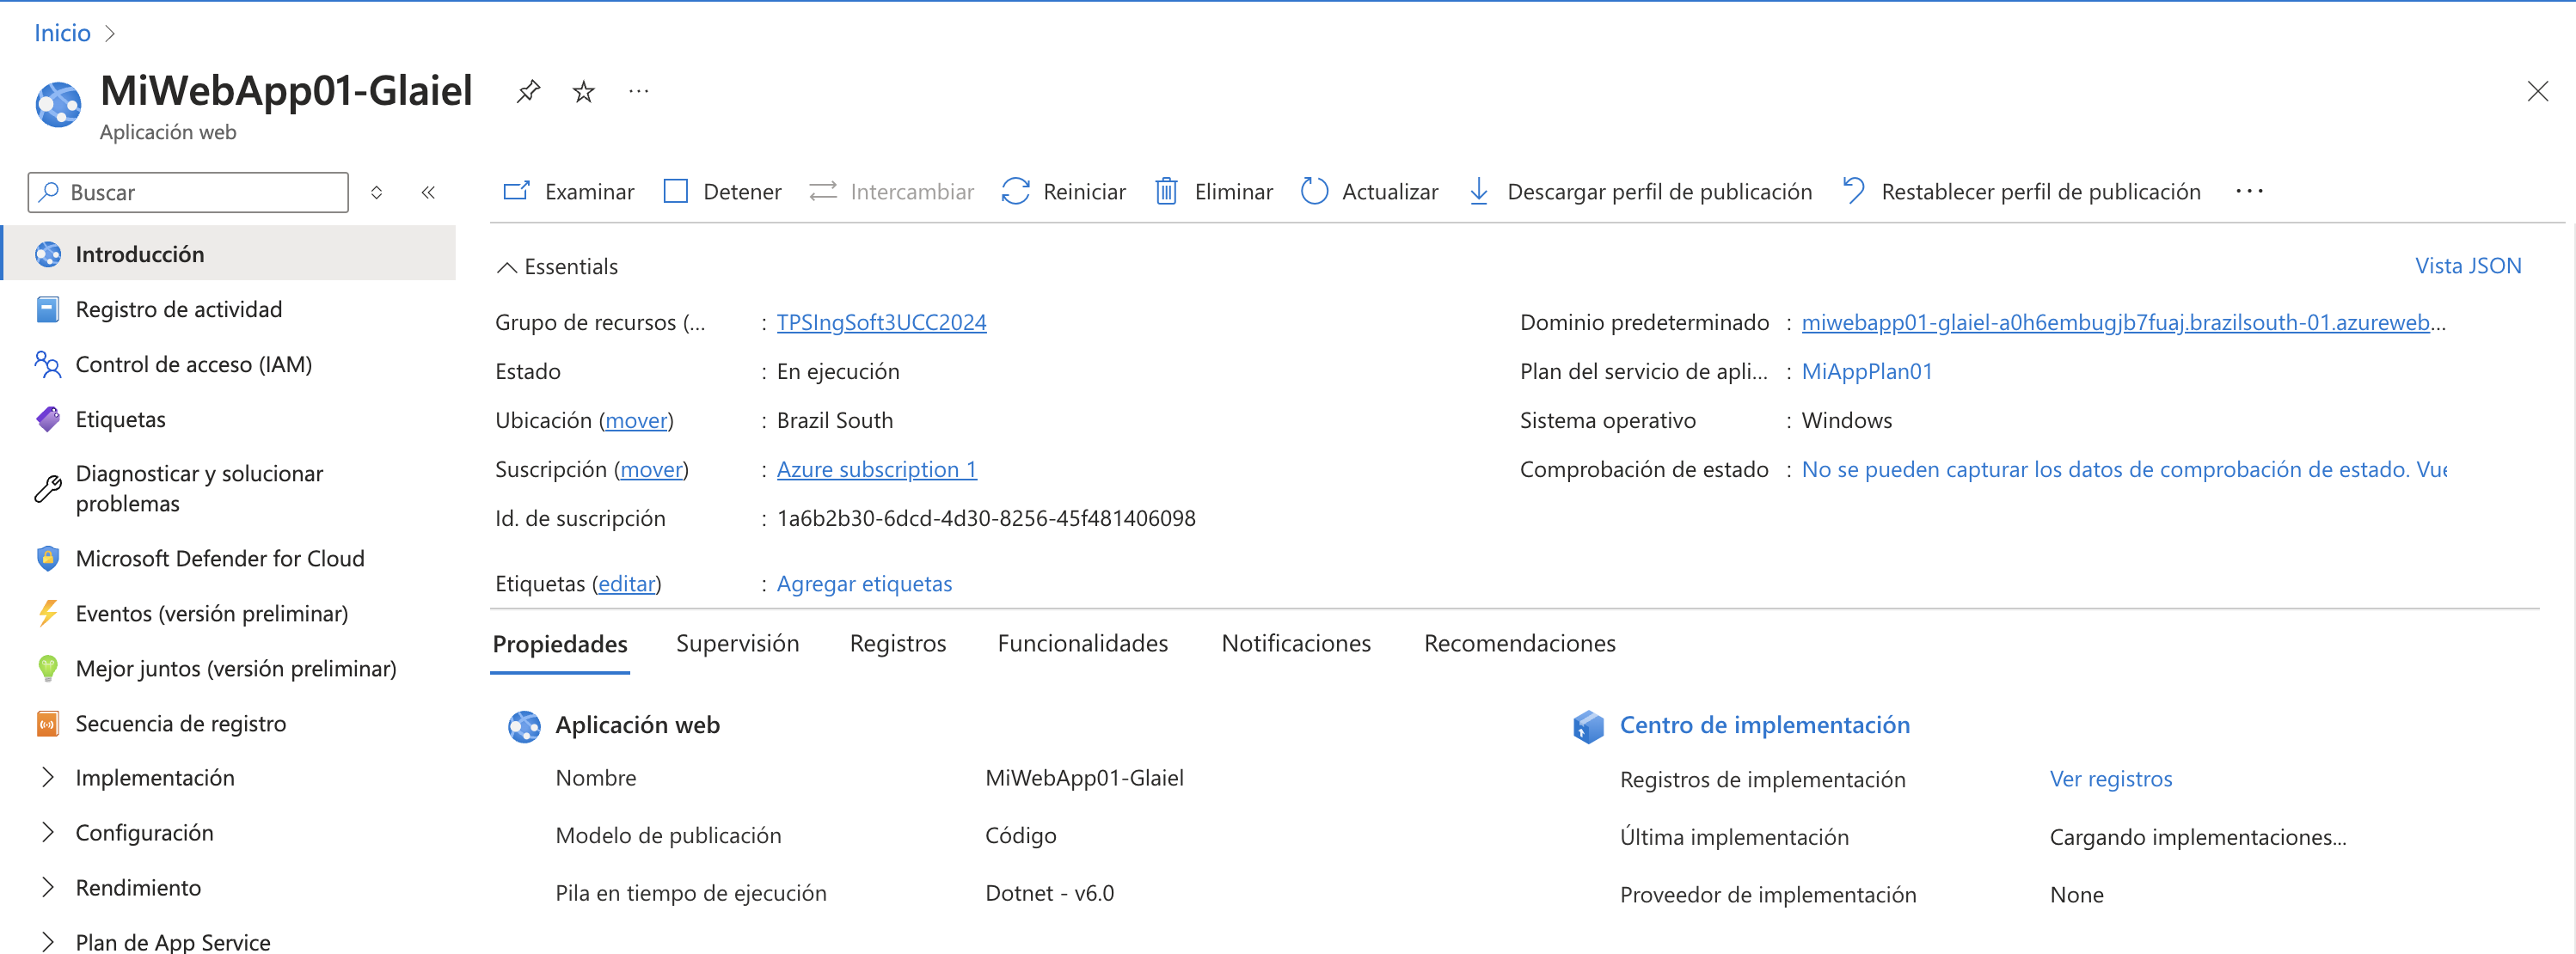 Inicio
MiWebApp01-Glaiel
Aplicación web
Buscar
Examinar Detener Intercambiar Reiniciar Eliminar Actualizar Descargar perfil de publicación Restablecer perfil de publicación ...
Introducción
Registro de actividad
Control de acceso (IAM)
Etiquetas
Diagnosticar y solucionar
problemas
Microsoft Defender for Cloud
Eventos (versión preliminar)
Mejor juntos (versión preliminar)
Secuencia de registro
Implementación
Configuración
Rendimiento
Plan de App Service
Essentials
Vista JSON
Grupo de recursos (... : TPSIngSoft3UCC2024
Estado : En ejecución
Ubicación (mover) : Brazil South
Suscripción (mover) : Azure subscription 1
Id. de suscripción : 1a6b2b30-6dcd-4d30-8256-45f481406098
Etiquetas (editar) : Agregar etiquetas
Dominio predeterminado : miwebapp01-glaiel-a0h6embugjb7fuaj.brazilsouth-01.azureweb...
Plan del servicio de apli... : MiAppPlan01
Sistema operativo : Windows
Comprobación de estado : No se pueden capturar los datos de comprobación de estado. Vue
Propiedades Supervisión Registros Funcionalidades Notificaciones Recomendaciones
Aplicación web
Nombre MiWebApp01-Glaiel
Modelo de publicación Código
Pila en tiempo de ejecución Dotnet - v6.0
Centro de implementación
Registros de implementación Ver registros
Última implementación Cargando implementaciones...
Proveedor de implementación None